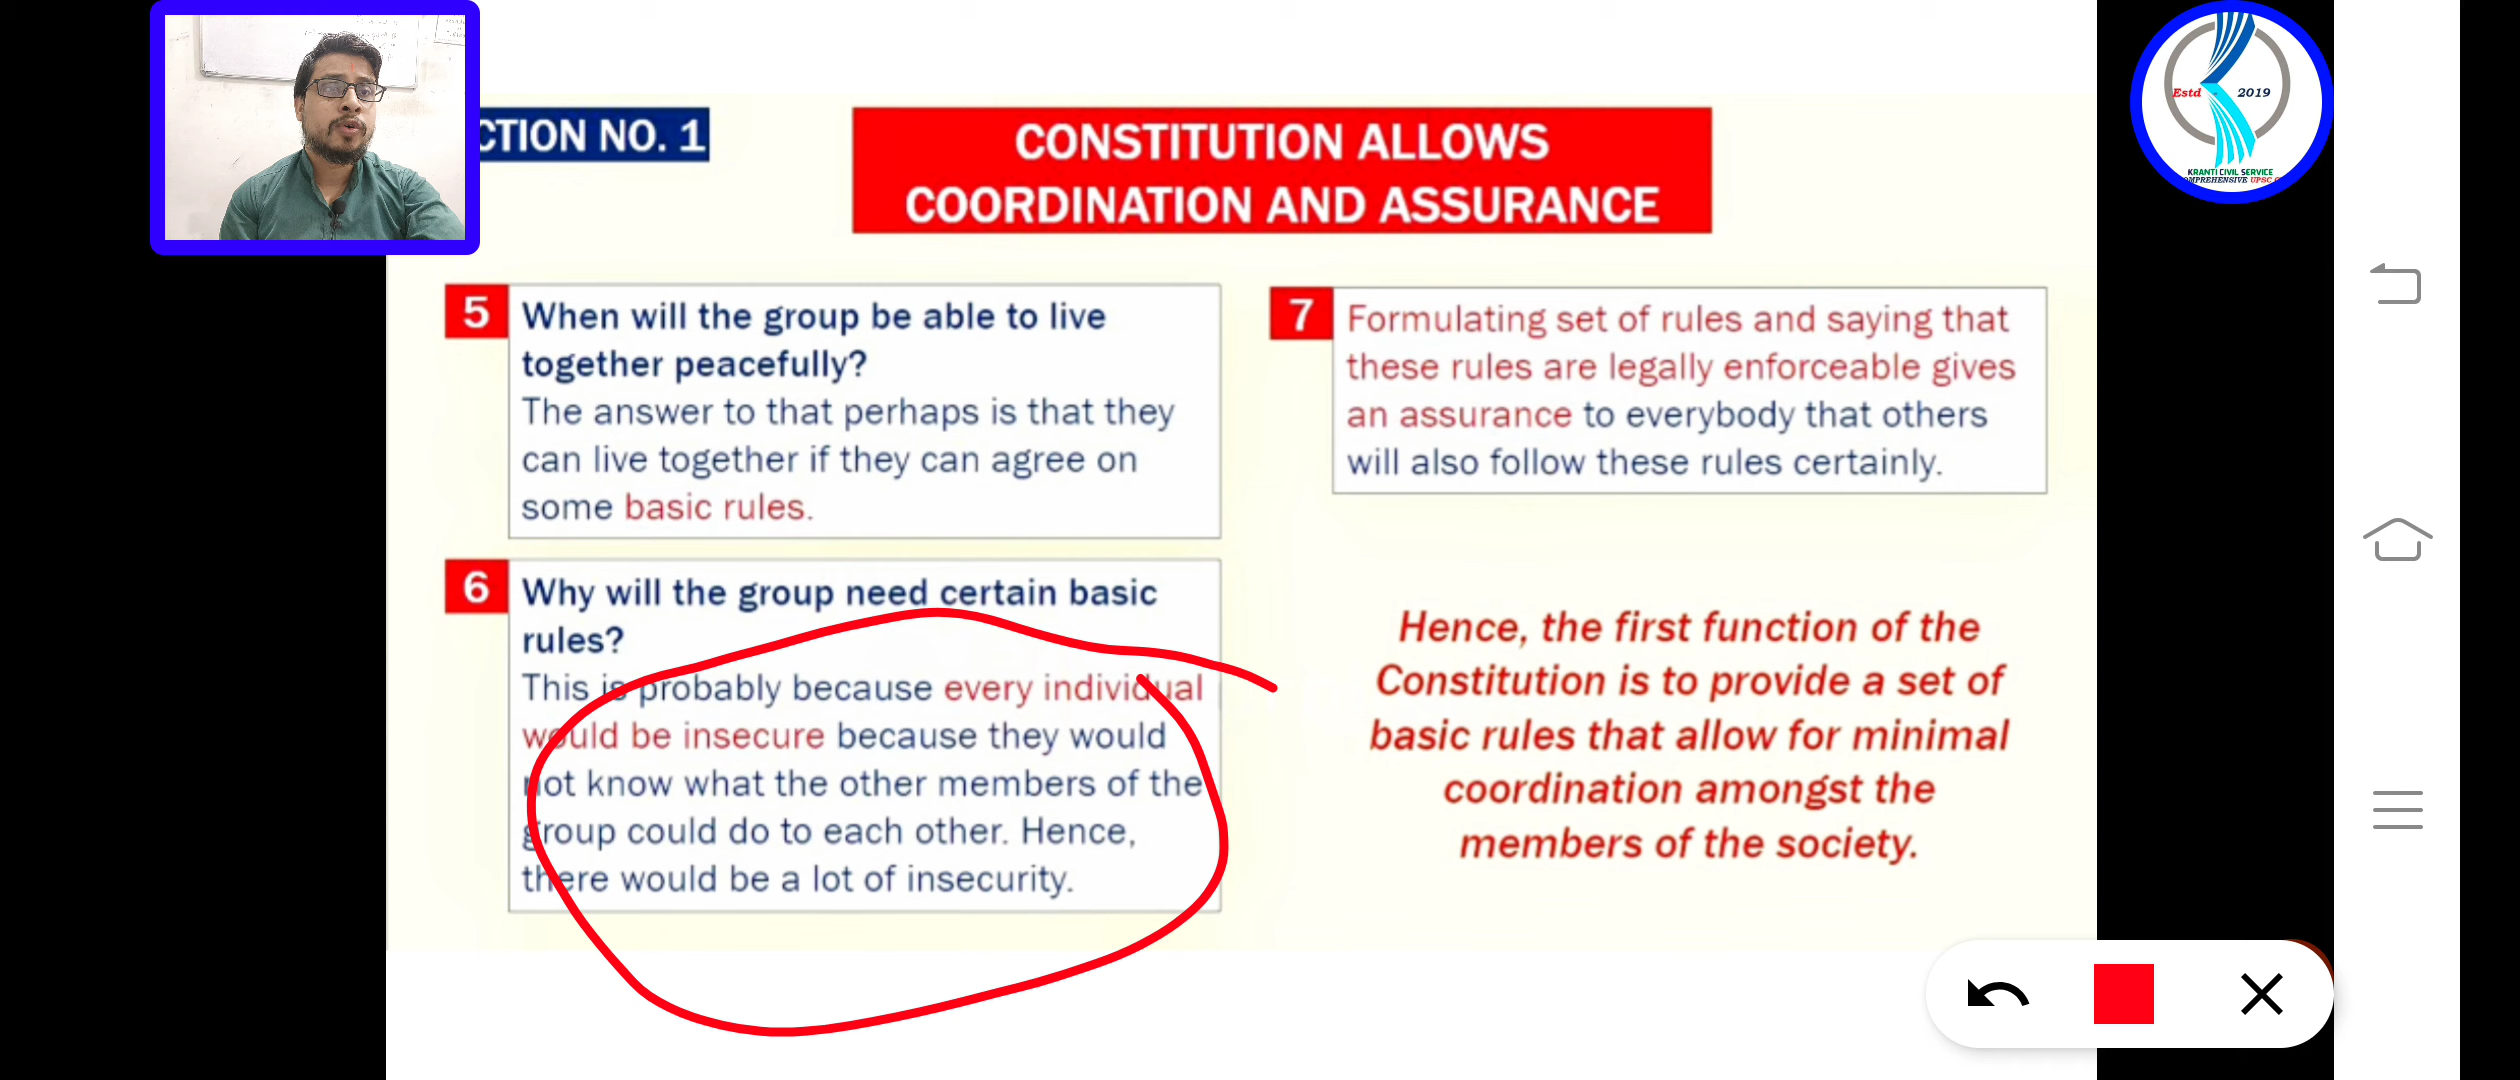 CTION NO. 1
CONSTITUTION ALLOWS
COORDINATION AND ASSURANCE
5
When will the group be able to live
together peacefully?
The answer to that perhaps is that they
can live together if they can agree on
some basic rules.
6
Why will the group need certain basic
rules?
This is probably because every individual
would be insecure because they would
not know what the other members of the
group could do to each other. Hence,
there would be a lot of insecurity.
7
Formulating set of rules and saying that
these rules are legally enforceable gives
an assurance to everybody that others
will also follow these rules certainly.
Hence, the first function of the
Constitution is to provide a set of
basic rules that allow for minimal
coordination amongst the
members of the society.
Estd - 2019
KRANTI CIVIL SERVICE
OMPREHENSIVE UPSC